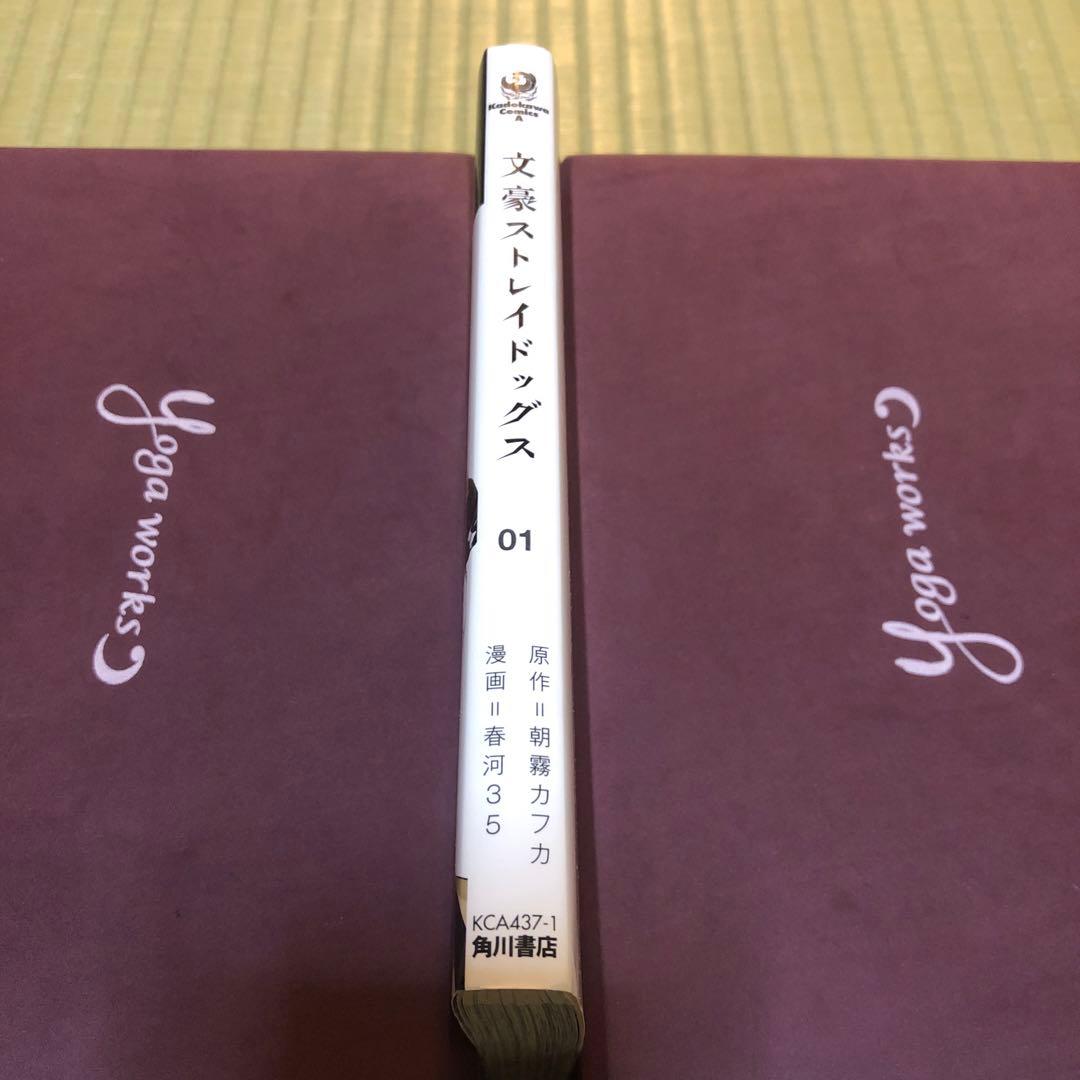 Kadokawa
Comics
A
文豪ストレイドッグス
01
原作＝朝霧カフカ
漫画＝春河35
KCA437-1
角川書店
yoga works
yoga works